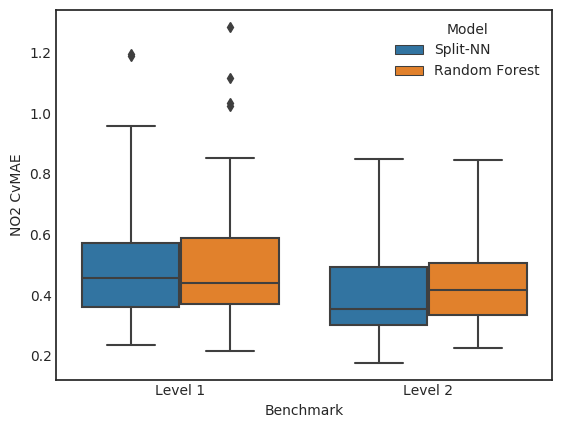 Model
Split-NN
Random Forest
1.2
1.0
0.8
0.6
0.4
0.2
NO2 CvMAE
Level 1
Level 2
Benchmark